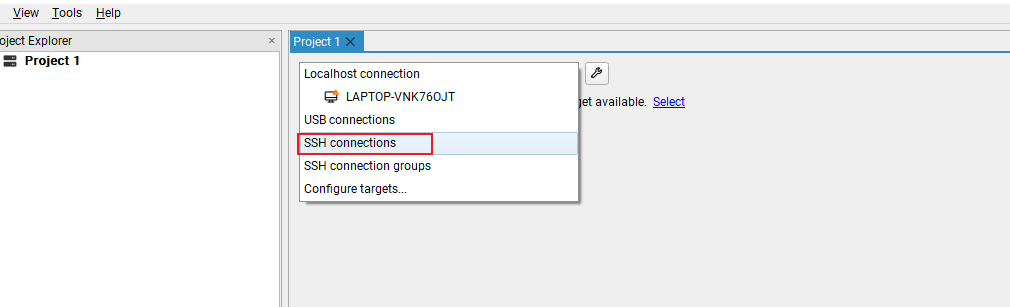 View Tools Help
oject Explorer
Project 1
Project 1
Localhost connection
LAPTOP-VNK76OJT
get available. Select
USB connections
SSH connections
SSH connection groups
Configure targets...